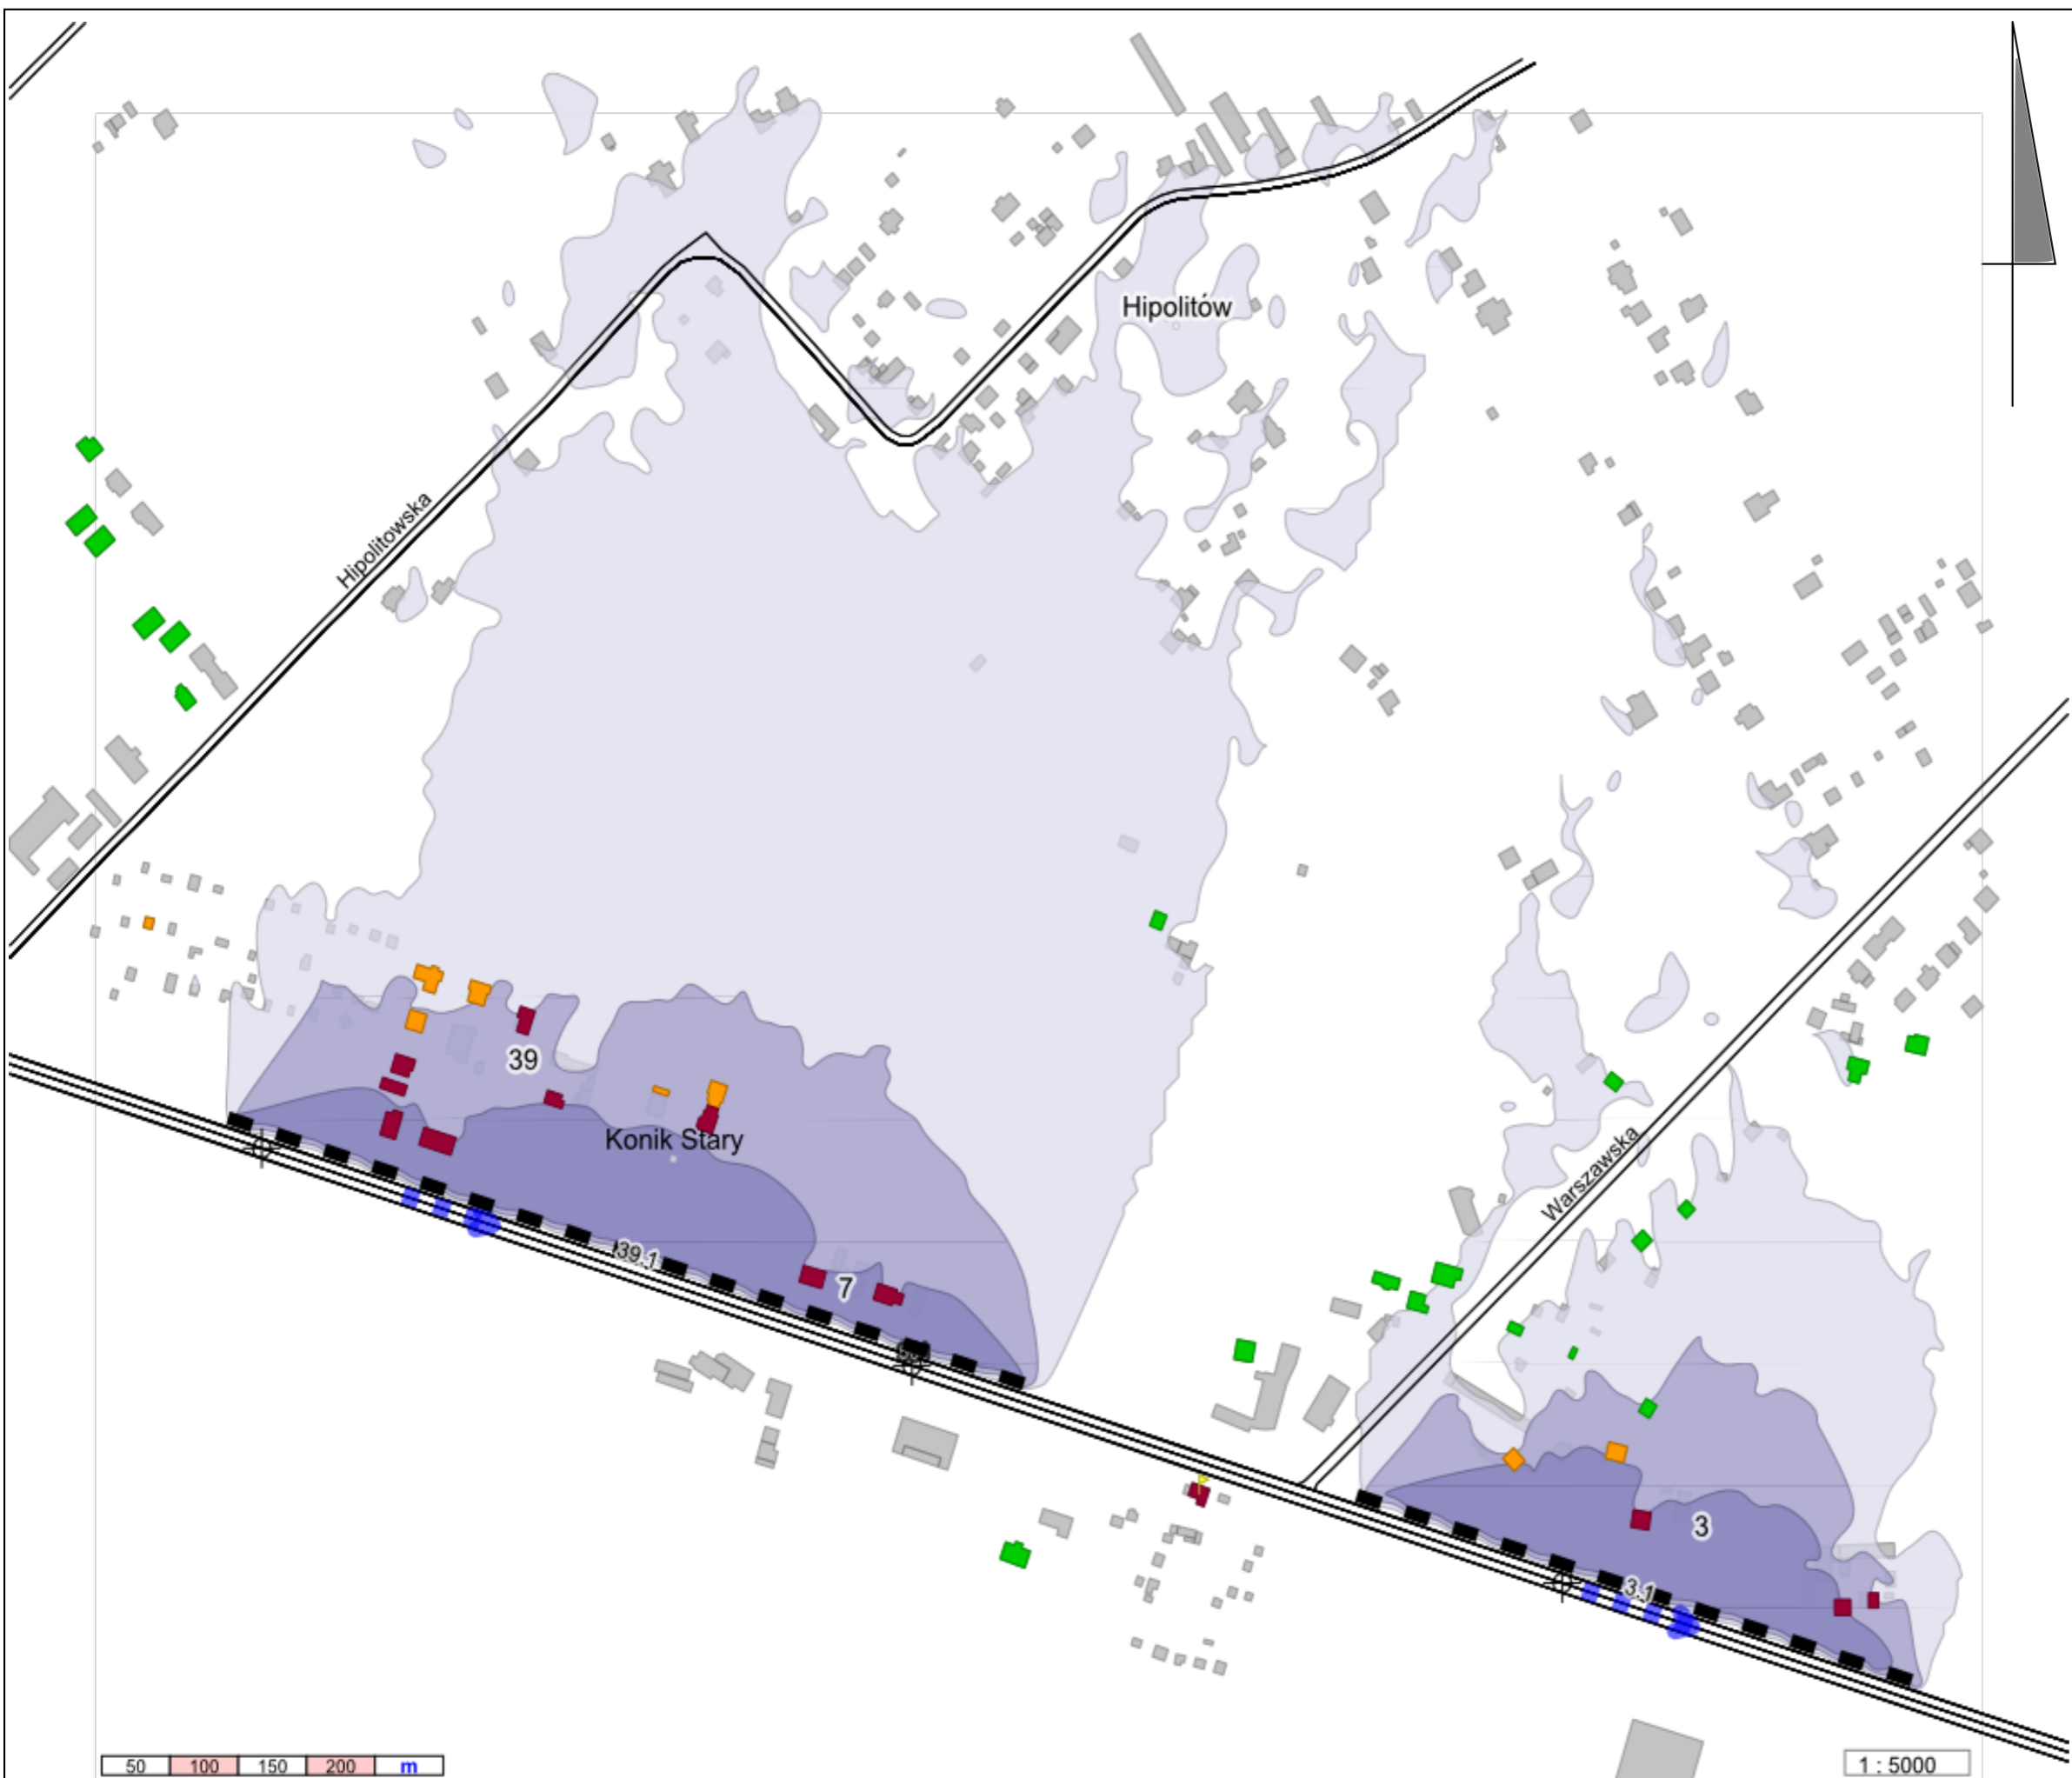 Hipolitów
Hipolitowska
39
Konik Stary
Warszawska
39.1
7
3
3.1
50 100 150 200 m
1 : 5000